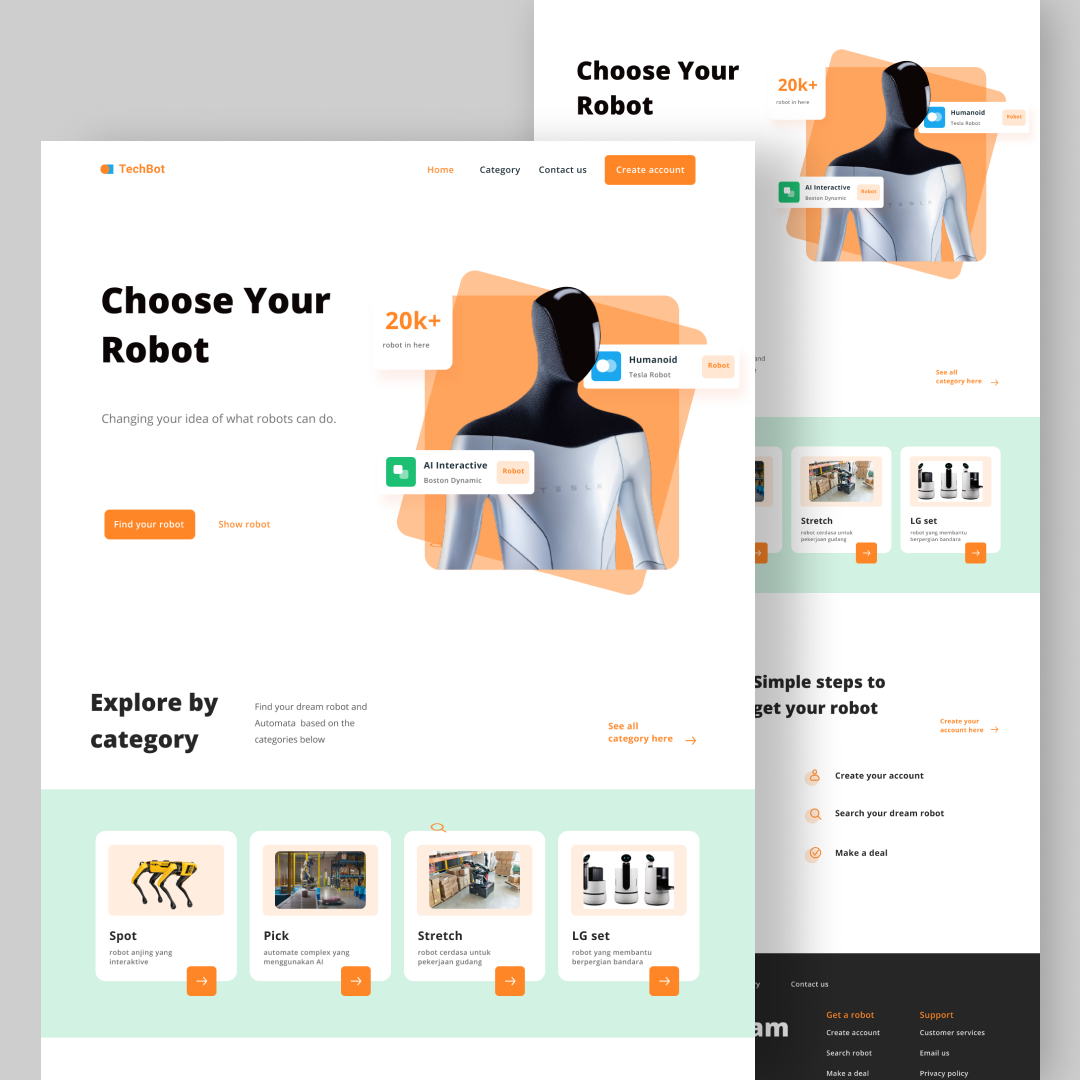 TechBot
Home
Category
Contact us
Create account
Choose Your
Robot
Changing your idea of what robots can do.
Find your robot
Show robot
20k+
robot in here
Humanoid
Tesla Robot
Robot
AI Interactive
Boston Dynamic
Robot
TESLA
Explore by
category
Find your dream robot and
Automata based on the
categories below
See all
category here
Spot
robot anjing yang
interaktive
Pick
automate complex yang
menggunakan AI
Stretch
robot cerdasa untuk
pekerjaan gudang
LG set
robot yang membantu
berpergian bandara
Choose Your
Robot
20k+
robot in here
Humanoid
Tesla Robot
Robot
AI Interactive
Boston Dynamic
Robot
TESLA
and
See all
category here
Stretch
robot cerdasa untuk
pekerjaan gudang
LG set
robot yang membantu
berpergian bandara
Simple steps to
get your robot
Create your
account here
Create your account
Search your dream robot
Make a deal
ry
Contact us
am
Get a robot
Create account
Search robot
Make a deal
Support
Customer services
Email us
Privacy policy